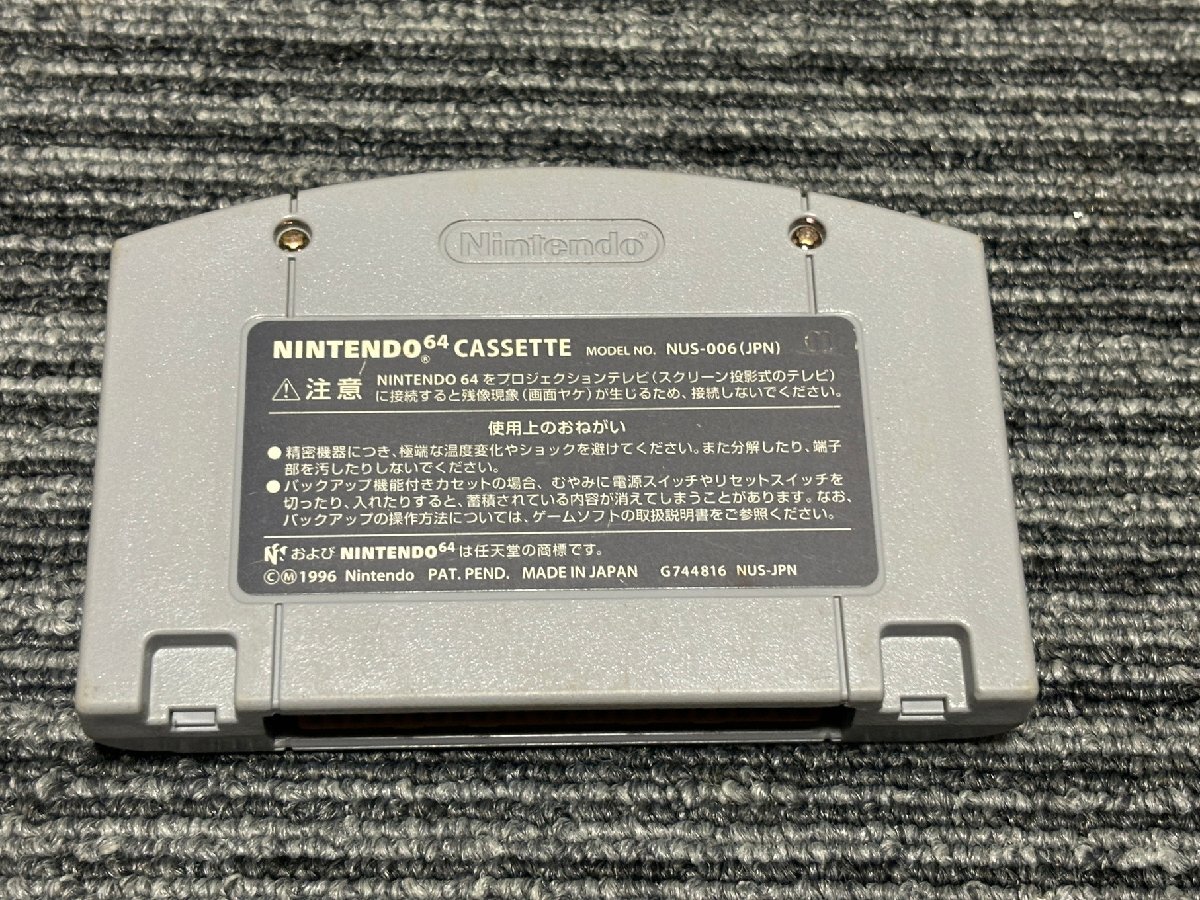 Nintendo®
NINTENDO64® CASSETTE MODEL NO. NUS-006(JPN)
⚠ 注意 NINTENDO 64 をプロジェクションテレビ(スクリーン投影式のテレビ)
に接続すると残像現象(画面ヤケ)が生じるため、接続しないでください。
使用上のおねがい
●精密機器につき、極端な温度変化やショックを避けてください。また分解したり、端子
部を汚したりしないでください。
●バックアップ機能付きカセットの場合、むやみに電源スイッチやリセットスイッチを
切ったり、入れたりすると、蓄積されている内容が消えてしまうことがあります。なお、
バックアップの操作方法については、ゲームソフトの取扱説明書をご参照ください。
および NINTENDO64 は任天堂の商標です。
ⒸⓂ1996 Nintendo PAT. PEND. MADE IN JAPAN G744816 NUS-JPN